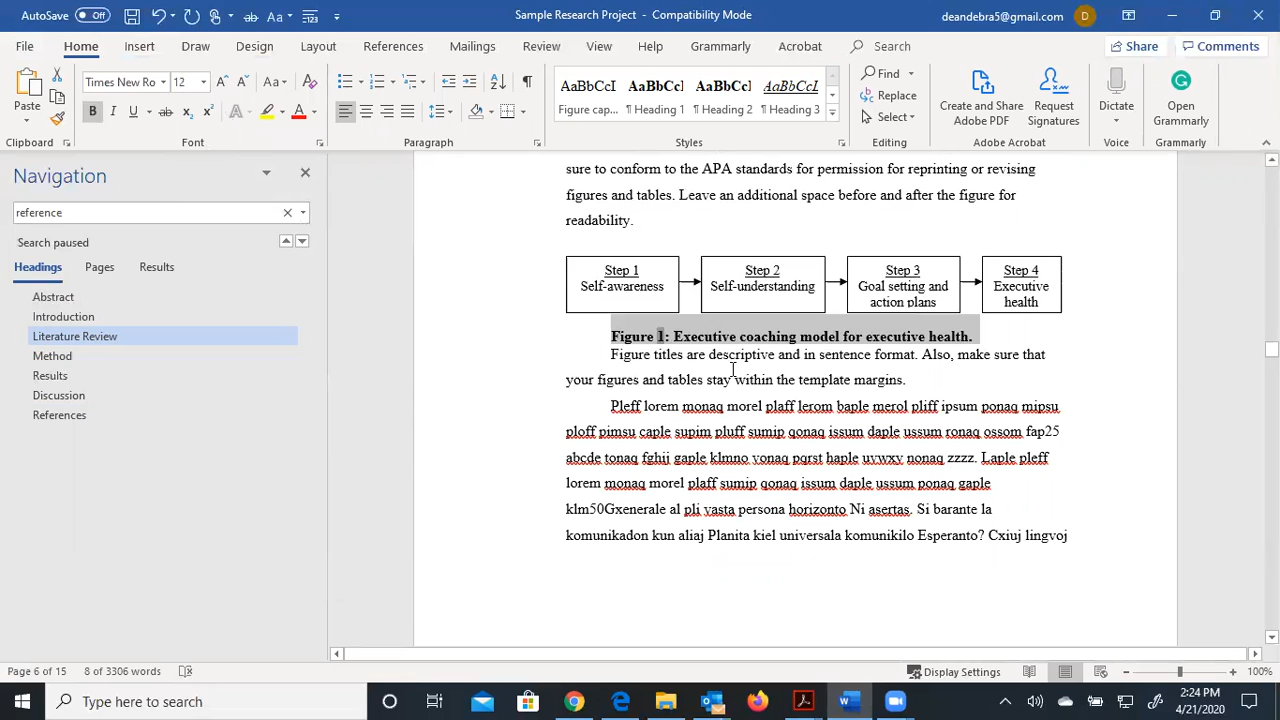 AutoSave Off Sample Research Project - Compatibility Mode deandebra5@gmail.com D
File Home Insert Draw Design Layout References Mailings Review View Help Grammarly Acrobat Search Share Comments
Times New Ro 12 AaBbCcI AaBbCcl AaBbCcl AaBbCcI Find
Paste Figure cap... ¶ Heading 1 ¶ Heading 2 ¶ Heading 3 Replace Create and Share Adobe PDF Request Signatures Dictate Open Grammarly
Select
Clipboard Font Paragraph Styles Editing Adobe Acrobat Voice Grammarly
Navigation
reference
Search paused
Headings Pages Results
Abstract
Introduction
Literature Review
Method
Results
Discussion
References
sure to conform to the APA standards for permission for reprinting or revising
figures and tables. Leave an additional space before and after the figure for
readability.
Step 1 Step 2 Step 3 Step 4
Self-awareness Self-understanding Goal setting and Executive
action plans health
Figure 1: Executive coaching model for executive health.
Figure titles are descriptive and in sentence format. Also, make sure that
your figures and tables stay within the template margins.
Pleff lorem monaq morel plaff lerom baple merol pliff ipsum ponaq mipsu
ploff pimsu caple supim pluff sumip qonaq issum daple ussum ronaq ossom fap25
abcde tonaq fghij gaple klmno vonaq pqrst haple uvwxy nonaq zzzz. Laple pleff
lorem monaq morel plaff sumip qonaq issum daple ussum ponaq gaple
klm50Gxenerale al pli vasta persona horizonto Ni asertas. Si barante la
komunikadon kun aliaj Planita kiel universala komunikilo Esperanto? Cxiuj lingvoj
Page 6 of 15 8 of 3306 words Display Settings 100%
Type here to search 2:24 PM
4/21/2020